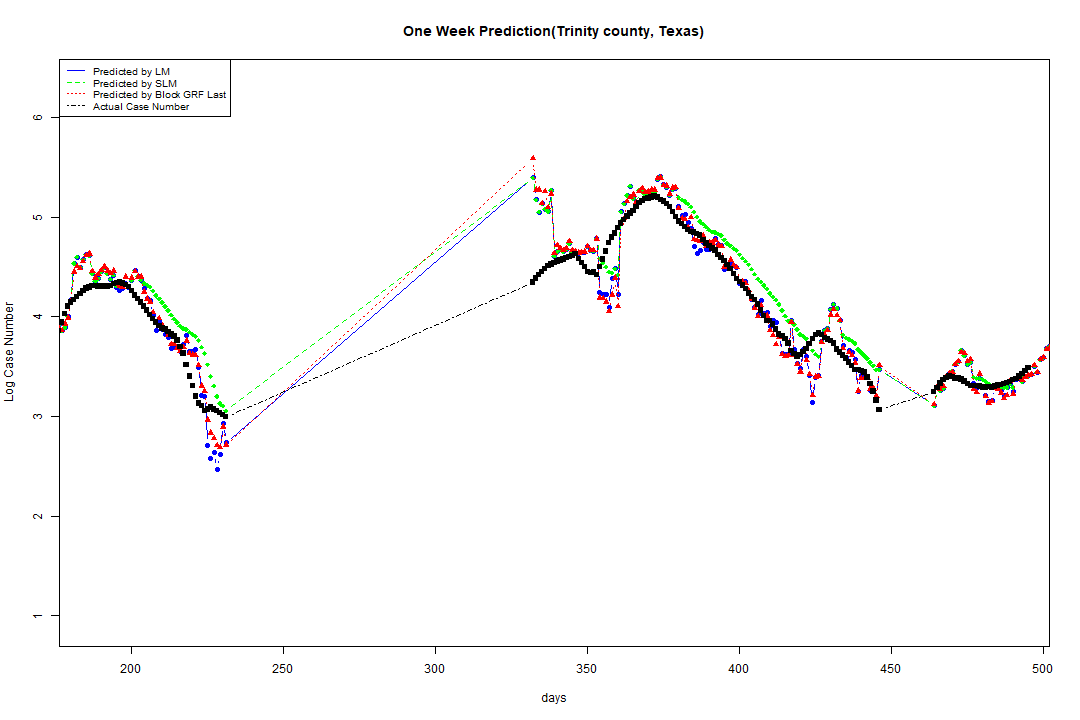 One Week Prediction(Trinity county, Texas)
Predicted by LM
Predicted by SLM
Predicted by Block GRF Last
Actual Case Number
Log Case Number
6
5
4
3
2
1
200 250 300 350 400 450 500
days